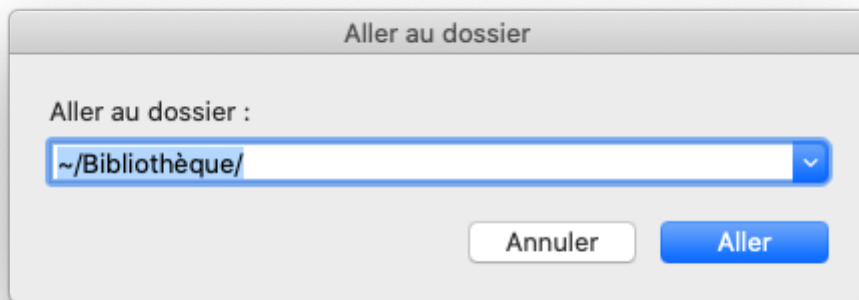 Aller au dossier
Aller au dossier :
~/Bibliothèque/
Annuler Aller